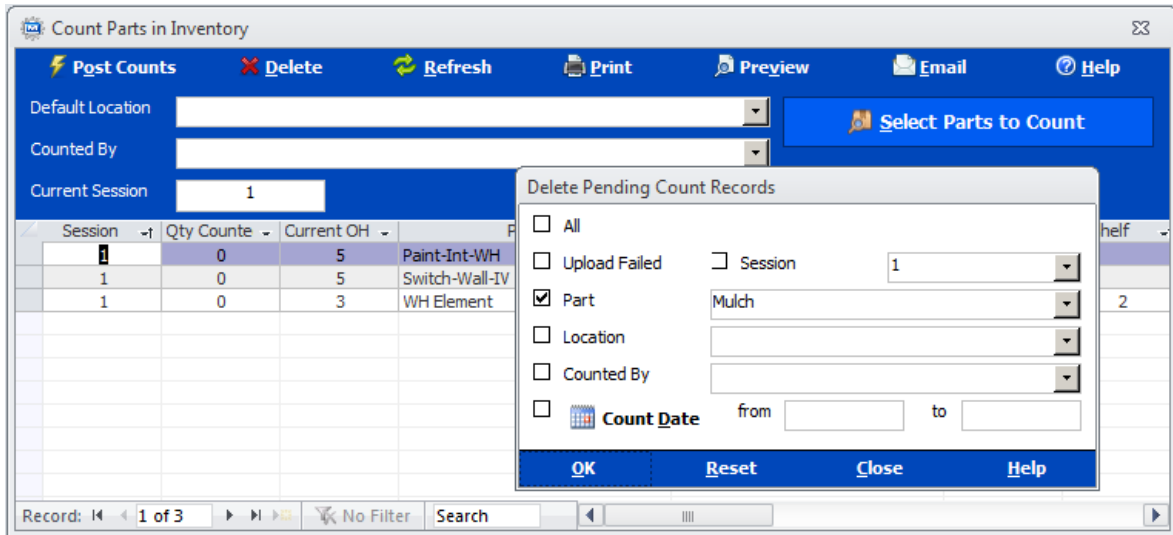 Count Parts in Inventory
Post Counts Delete Refresh Print Preview Email Help
Default Location
Select Parts to Count
Counted By
Current Session 1
Session Qty Counte Current OH P helf
1 0 5 Paint-Int-WH
1 0 5 Switch-Wall-IV
1 0 3 WH Element 2
Delete Pending Count Records
All
Upload Failed Session 1
Part Mulch
Location
Counted By
Count Date from to
OK Reset Close Help
Record: 1 of 3 No Filter Search